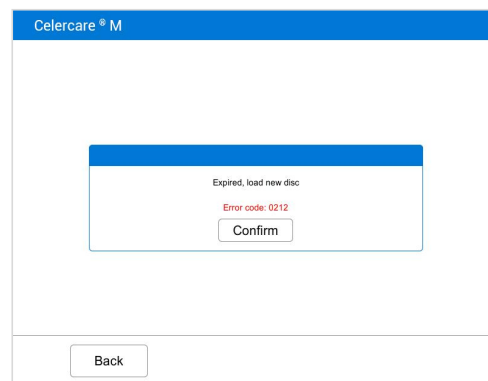 Celercare ® M
Expired, load new disc
Error code: 0212
Confirm
Back